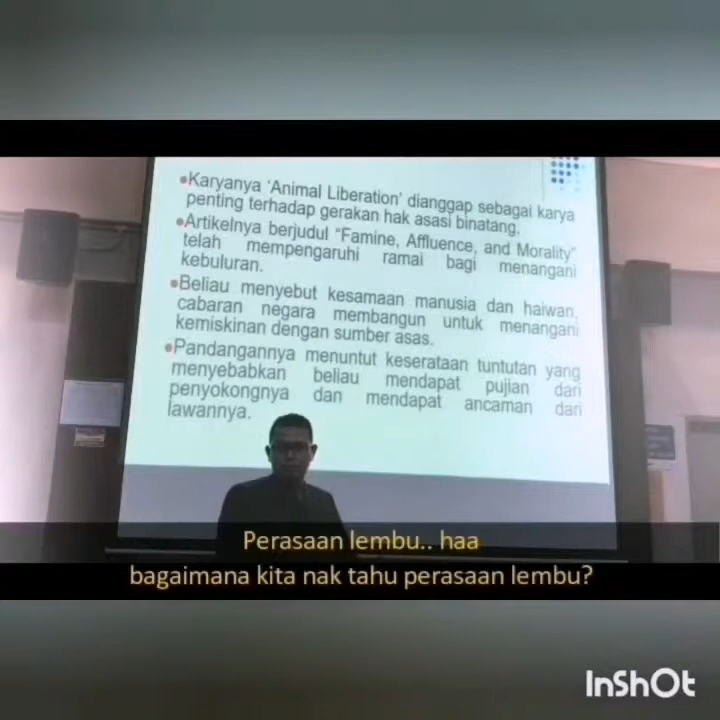 •Karyanya 'Animal Liberation' dianggap sebagai karya
penting terhadap gerakan hak asasi binatang.
•Artikelnya berjudul "Famine, Affluence, and Morality"
telah mempengaruhi ramai bagi menangani
kebuluran.
•Beliau menyebut kesamaan manusia dan haiwan,
cabaran negara membangun untuk menangani
kemiskinan dengan sumber asas.
•Pandangannya menuntut keserataan tuntutan yang
menyebabkan beliau mendapat pujian dari
penyokongnya dan mendapat ancaman dari
lawannya.
Perasaan lembu.. haa
bagaimana kita nak tahu perasaan lembu?
InShOt